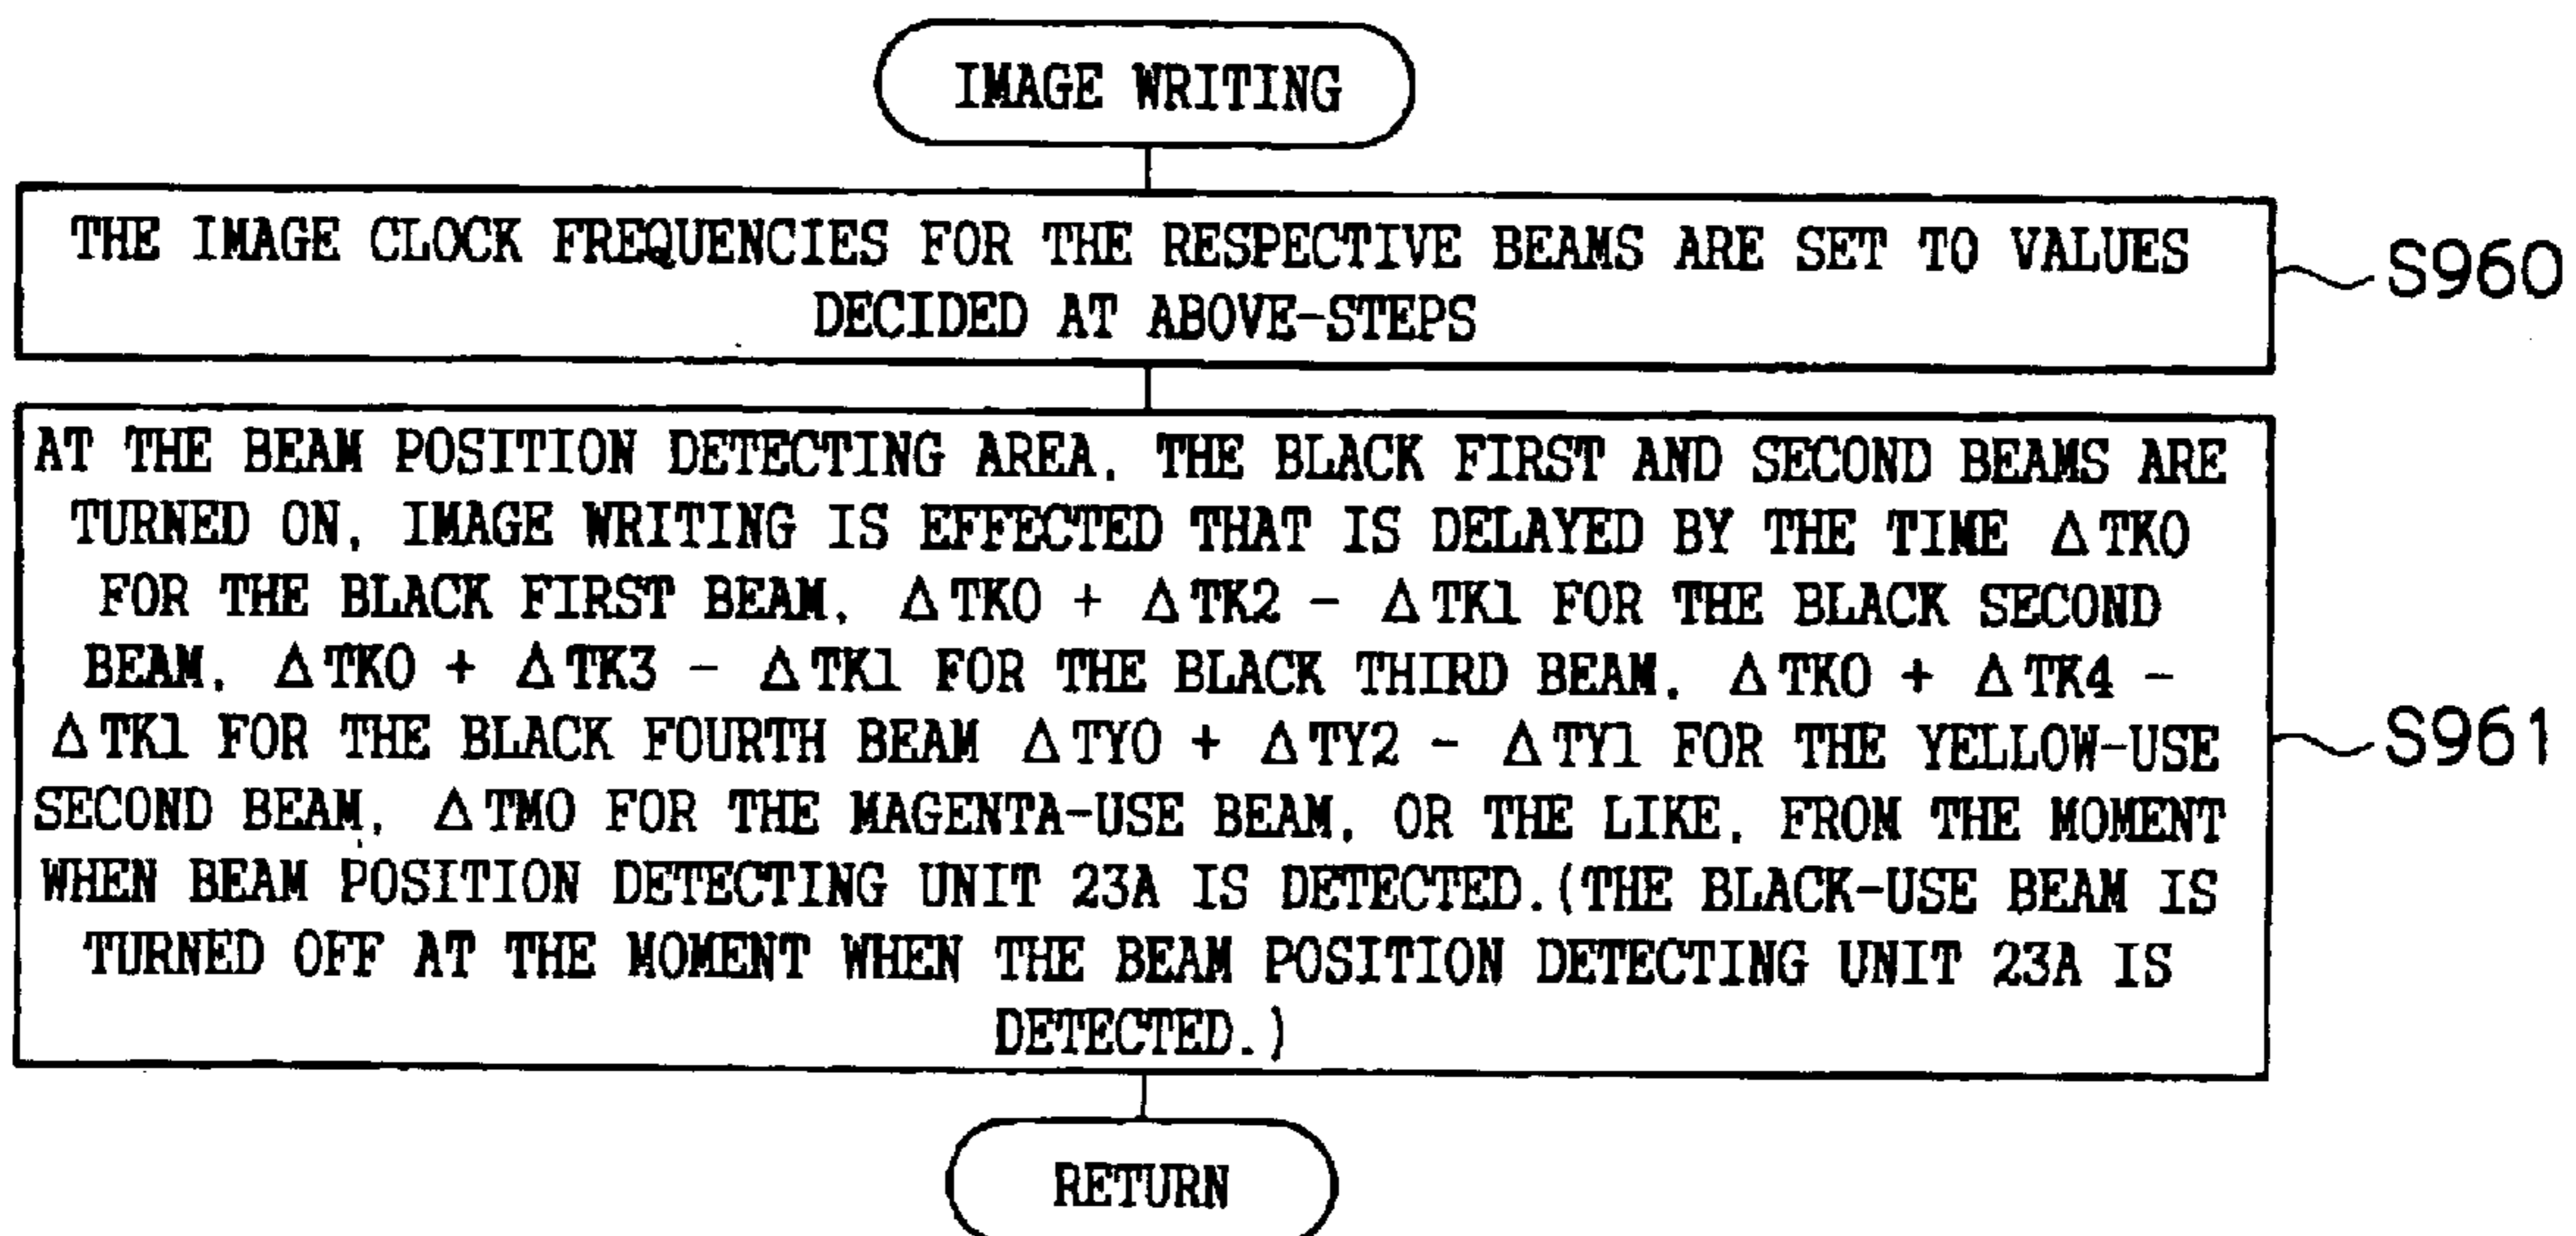 IMAGE WRITING
THE IMAGE CLOCK FREQUENCIES FOR THE RESPECTIVE BEAMS ARE SET TO VALUES
DECIDED AT ABOVE-STEPS
S960
AT THE BEAM POSITION DETECTING AREA, THE BLACK FIRST AND SECOND BEAMS ARE
TURNED ON, IMAGE WRITING IS EFFECTED THAT IS DELAYED BY THE TIME ΔTK0
FOR THE BLACK FIRST BEAM, ΔTK0 + ΔTK2 - ΔTK1 FOR THE BLACK SECOND
BEAM, ΔTK0 + ΔTK3 - ΔTK1 FOR THE BLACK THIRD BEAM, ΔTK0 + ΔTK4 -
ΔTK1 FOR THE BLACK FOURTH BEAM ΔTY0 + ΔTY2 - ΔTY1 FOR THE YELLOW-USE
SECOND BEAM, ΔTM0 FOR THE MAGENTA-USE BEAM, OR THE LIKE, FROM THE MOMENT
WHEN BEAM POSITION DETECTING UNIT 23A IS DETECTED.(THE BLACK-USE BEAM IS
TURNED OFF AT THE MOMENT WHEN THE BEAM POSITION DETECTING UNIT 23A IS
DETECTED.)
S961
RETURN